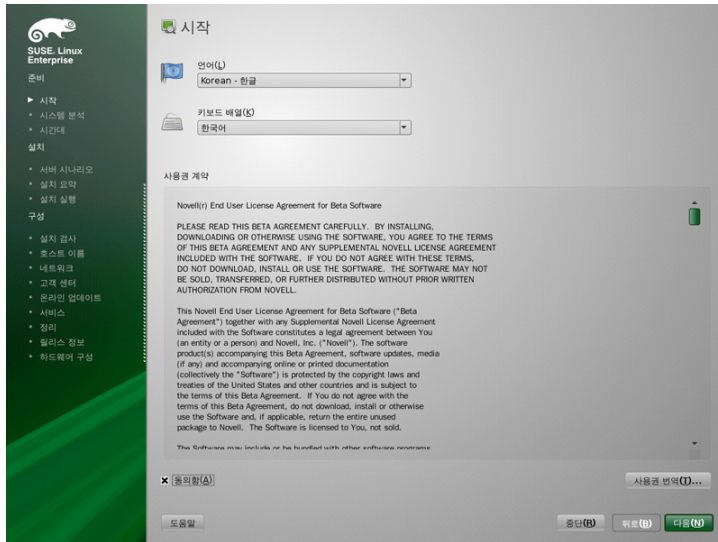 SUSE. Linux
Enterprise
준비
시작
시스템 분석
시간대
설치
서버 시나리오
설치 요약
설치 실행
구성
설치 검사
호스트 이름
네트워크
고객 센터
온라인 업데이트
서비스
정리
릴리스 정보
하드웨어 구성
시작
언어(L)
Korean - 한글
키보드 배열(K)
한국어
사용권 계약
Novell(r) End User License Agreement for Beta Software
PLEASE READ THIS BETA AGREEMENT CAREFULLY. BY INSTALLING,
DOWNLOADING OR OTHERWISE USING THE SOFTWARE, YOU AGREE TO THE TERMS
OF THIS BETA AGREEMENT AND ANY SUPPLEMENTAL NOVELL LICENSE AGREEMENT
INCLUDED WITH THE SOFTWARE. IF YOU DO NOT AGREE WITH THESE TERMS,
DO NOT DOWNLOAD, INSTALL OR USE THE SOFTWARE. THE SOFTWARE MAY NOT
BE SOLD, TRANSFERRED, OR FURTHER DISTRIBUTED WITHOUT PRIOR WRITTEN
AUTHORIZATION FROM NOVELL.
This Novell End User License Agreement for Beta Software ("Beta
Agreement") together with any Supplemental Novell License Agreement
included with the Software constitutes a legal agreement between You
(an entity or a person) and Novell, Inc. ("Novell"). The software
product(s) accompanying this Beta Agreement, software updates, media
(if any) and accompanying online or printed documentation
(collectively the "Software") is protected by the copyright laws and
treaties of the United States and other countries and is subject to
the terms of this Beta Agreement. If You do not agree with the
terms of this Beta Agreement, do not download, install or otherwise
use the Software and, if applicable, return the entire unused
package to Novell. The Software is licensed to You, not sold.
The Software may include or be bundled with other software programs
동의함(A)
사용권 번역(T)...
도움말
중단(R)
뒤로(B)
다음(N)